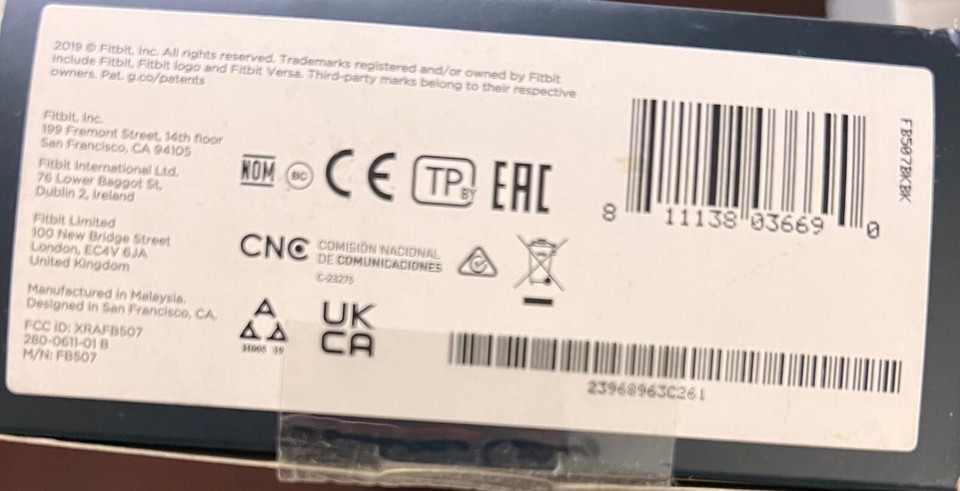 2019 © Fitbit, Inc. All rights reserved. Trademarks registered and/or owned by Fitbit
include Fitbit, Fitbit logo and Fitbit Versa. Third-party marks belong to their respective
owners. Pat. g.co/patents
Fitbit, Inc.
199 Fremont Street, 14th floor
San Francisco, CA 94105
Fitbit International Ltd.
76 Lower Baggot St.
Dublin 2, Ireland
Fitbit Limited
100 New Bridge Street
London, EC4V 6JA
United Kingdom
Manufactured in Malaysia.
Designed in San Francisco, CA.
FCC ID: XRAFB507
280-0611-01 B
M/N: FB507
NOM
BC
CE
TP
BY
EAC
CNC
COMISIÓN NACIONAL
DE COMUNICACIONES
C-23275
UK
CA
8 11138 03669 0
FB507BKBK
23968963C261